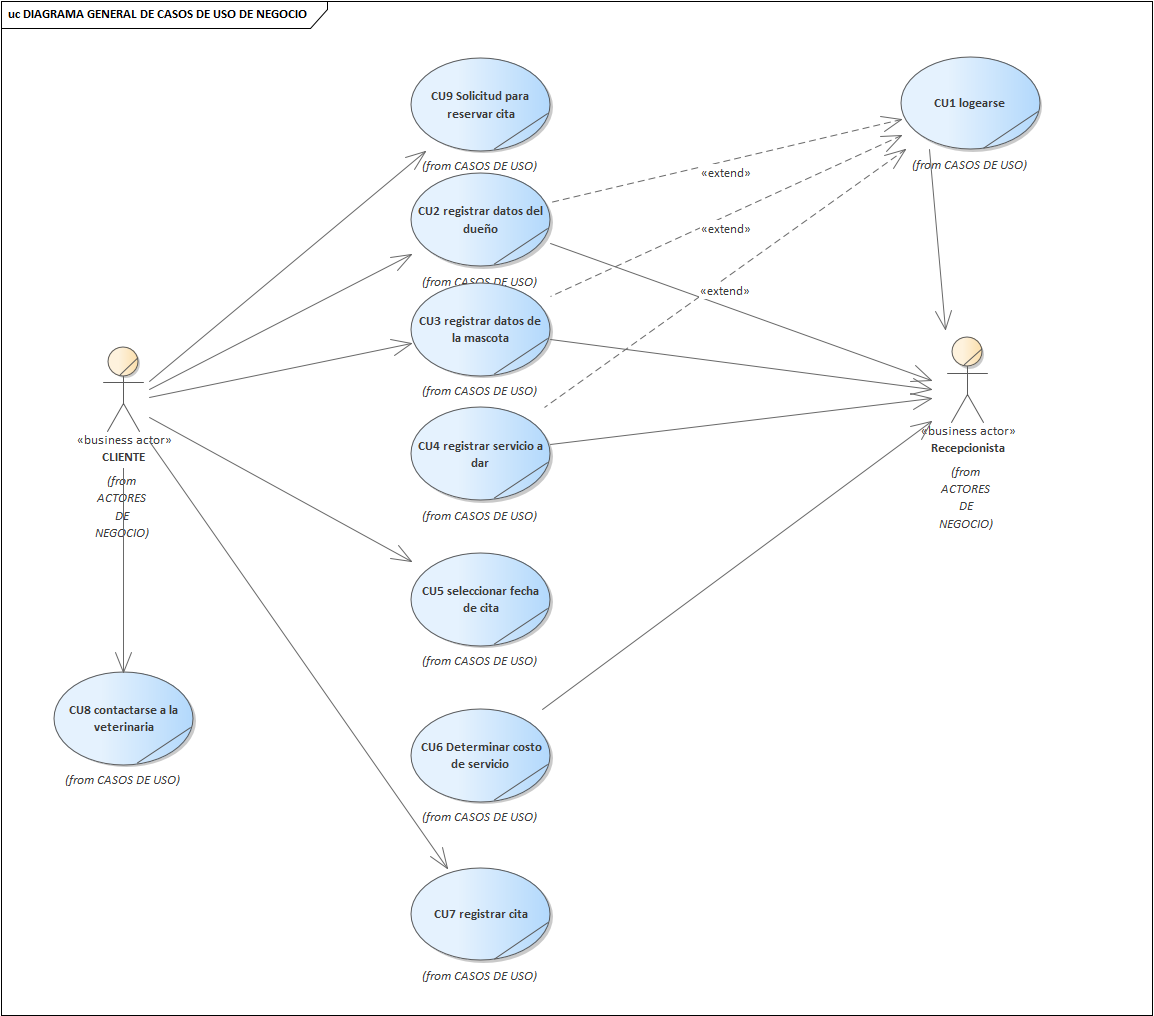 uc DIAGRAMA GENERAL DE CASOS DE USO DE NEGOCIO
CU9 Solicitud para
reservar cita
(from CASOS DE USO)
CU1 logearse
(from CASOS DE USO)
«extend»
CU2 registrar datos del
dueño
(from CASOS DE USO)
«extend»
«extend»
CU3 registrar datos de
la mascota
(from CASOS DE USO)
«business actor»
CLIENTE
(from
ACTORES
DE
NEGOCIO)
CU4 registrar servicio a
dar
(from CASOS DE USO)
«business actor»
Recepcionista
(from
ACTORES
DE
NEGOCIO)
CU5 seleccionar fecha
de cita
(from CASOS DE USO)
CU8 contactarse a la
veterinaria
(from CASOS DE USO)
CU6 Determinar costo
de servicio
(from CASOS DE USO)
CU7 registrar cita
(from CASOS DE USO)